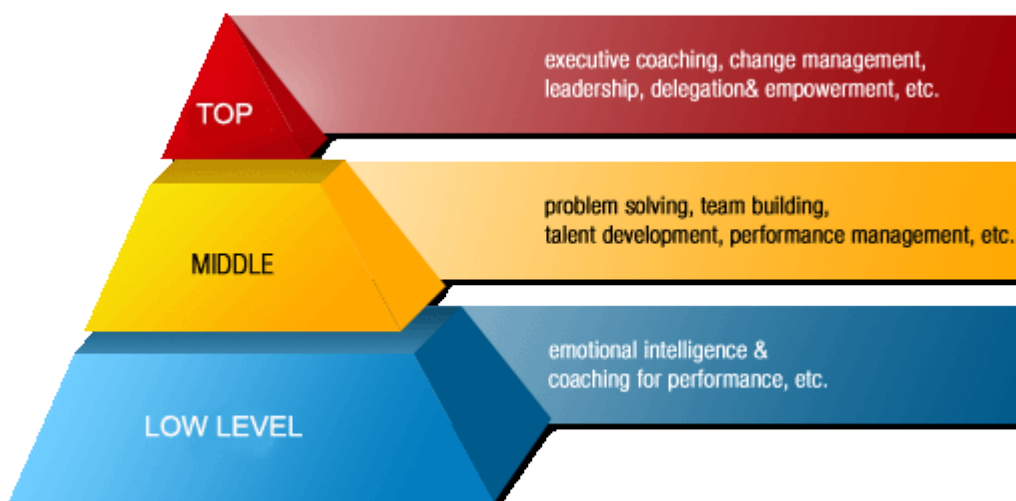 TOP
executive coaching, change management,
leadership, delegation& empowerment, etc.
MIDDLE
problem solving, team building,
talent development, performance management, etc.
LOW LEVEL
emotional intelligence &
coaching for performance, etc.